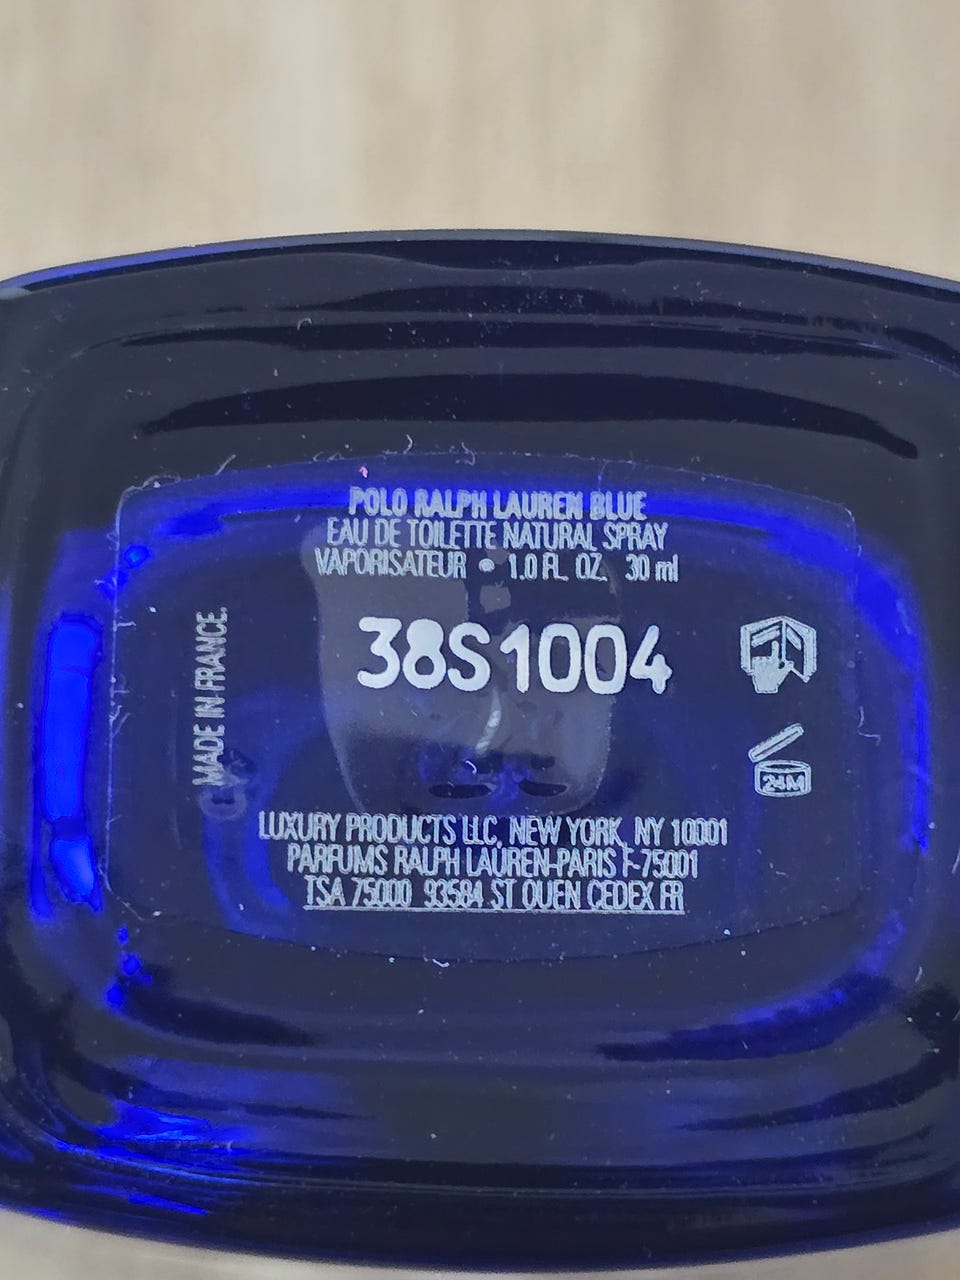 POLO RALPH LAUREN BLUE
EAU DE TOILETTE NATURAL SPRAY
VAPORISATEUR • 1.0 FL. OZ. 30 ml
MADE IN FRANCE.
38S1004
24M
LUXURY PRODUCTS LLC, NEW YORK, NY 10001
PARFUMS RALPH LAUREN-PARIS F-75001
TSA 75000 93584 ST OUEN CEDEX FR